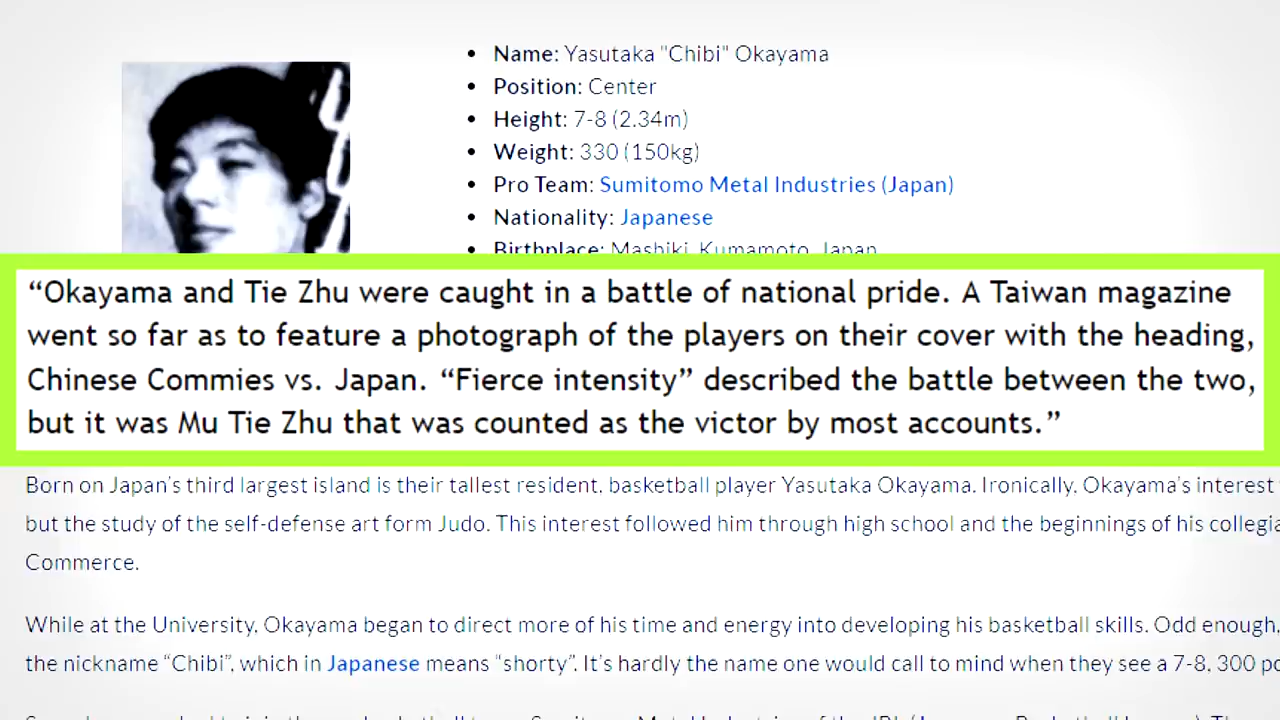 Name: Yasutaka "Chibi" Okayama
Position: Center
Height: 7-8 (2.34m)
Weight: 330 (150kg)
Pro Team: Sumitomo Metal Industries (Japan)
Nationality: Japanese
Birthplace: Mashiki, Kumamoto, Japan
“Okayama and Tie Zhu were caught in a battle of national pride. A Taiwan magazine
went so far as to feature a photograph of the players on their cover with the heading,
Chinese Commies vs. Japan. “Fierce intensity” described the battle between the two,
but it was Mu Tie Zhu that was counted as the victor by most accounts.”
Born on Japan's third largest island is their tallest resident, basketball player Yasutaka Okayama. Ironically, Okayama's interest
but the study of the self-defense art form Judo. This interest followed him through high school and the beginnings of his
Commerce.
While at the University, Okayama began to direct more of his time and energy into developing his basketball skills. Odd enough,
the nickname “Chibi”, which in Japanese means “shorty”. It's hardly the name one would call to mind when they see a 7-8, 300